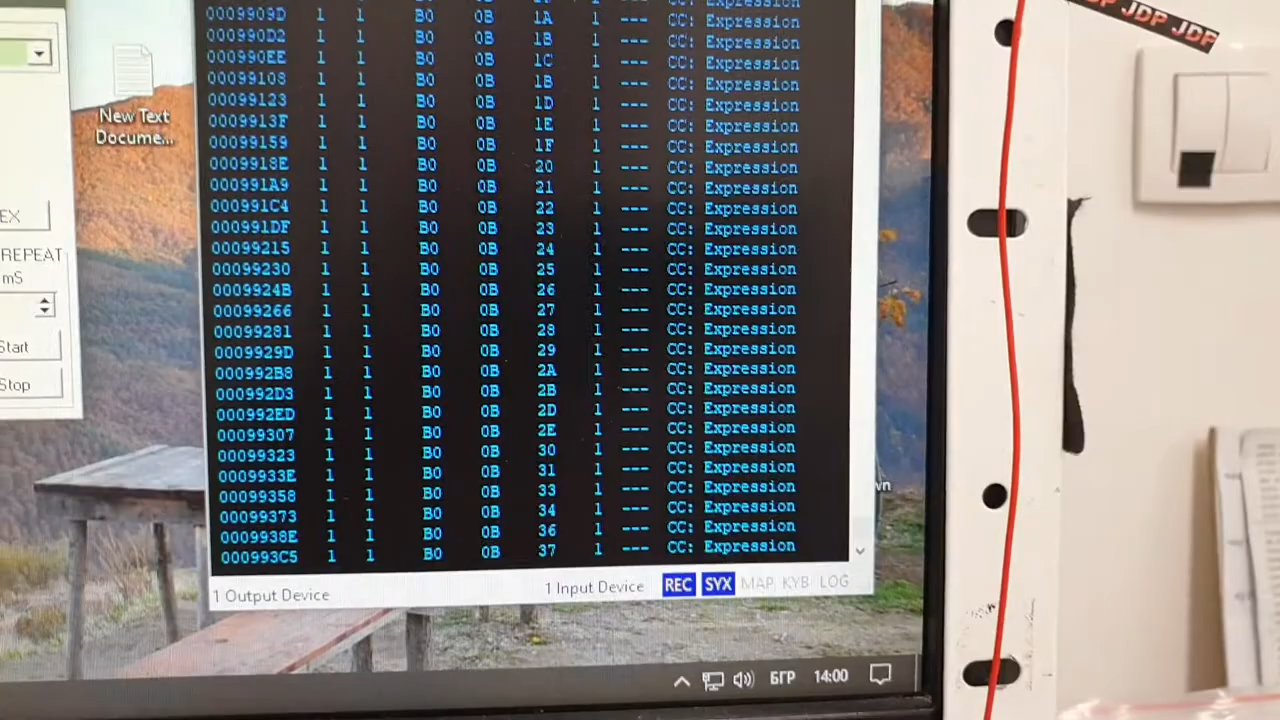 JDP JDP
0009909D 1 1 B0 0B 1A 1 --- CC: Expression
000990D2 1 1 B0 0B 1B 1 --- CC: Expression
000990EE 1 1 B0 0B 1C 1 --- CC: Expression
00099108 1 1 B0 0B 1B 1 --- CC: Expression
00099123 1 1 B0 0B 1D 1 --- CC: Expression
0009913F 1 1 B0 0B 1E 1 --- CC: Expression
00099159 1 1 B0 0B 1F 1 --- CC: Expression
0009918E 1 1 B0 0B 20 1 --- CC: Expression
000991A9 1 1 B0 0B 21 1 --- CC: Expression
000991C4 1 1 B0 0B 22 1 --- CC: Expression
000991DF 1 1 B0 0B 23 1 --- CC: Expression
00099215 1 1 B0 0B 24 1 --- CC: Expression
00099230 1 1 B0 0B 25 1 --- CC: Expression
0009924B 1 1 B0 0B 26 1 --- CC: Expression
00099266 1 1 B0 0B 27 1 --- CC: Expression
00099281 1 1 B0 0B 28 1 --- CC: Expression
0009929D 1 1 B0 0B 29 1 --- CC: Expression
000992B8 1 1 B0 0B 2A 1 --- CC: Expression
000992D3 1 1 B0 0B 2B 1 --- CC: Expression
000992ED 1 1 B0 0B 2D 1 --- CC: Expression
00099307 1 1 B0 0B 2E 1 --- CC: Expression
00099323 1 1 B0 0B 30 1 --- CC: Expression
0009933E 1 1 B0 0B 31 1 --- CC: Expression
00099358 1 1 B0 0B 33 1 --- CC: Expression
00099373 1 1 B0 0B 34 1 --- CC: Expression
0009938E 1 1 B0 0B 36 1 --- CC: Expression
000993C5 1 1 B0 0B 37 1 --- CC: Expression
1 Output Device 1 Input Device REC SYX MAP KYB LOG
New Text
Docume...
EX
REPEAT
mS
Start
Stop
wn
БГР 14:00